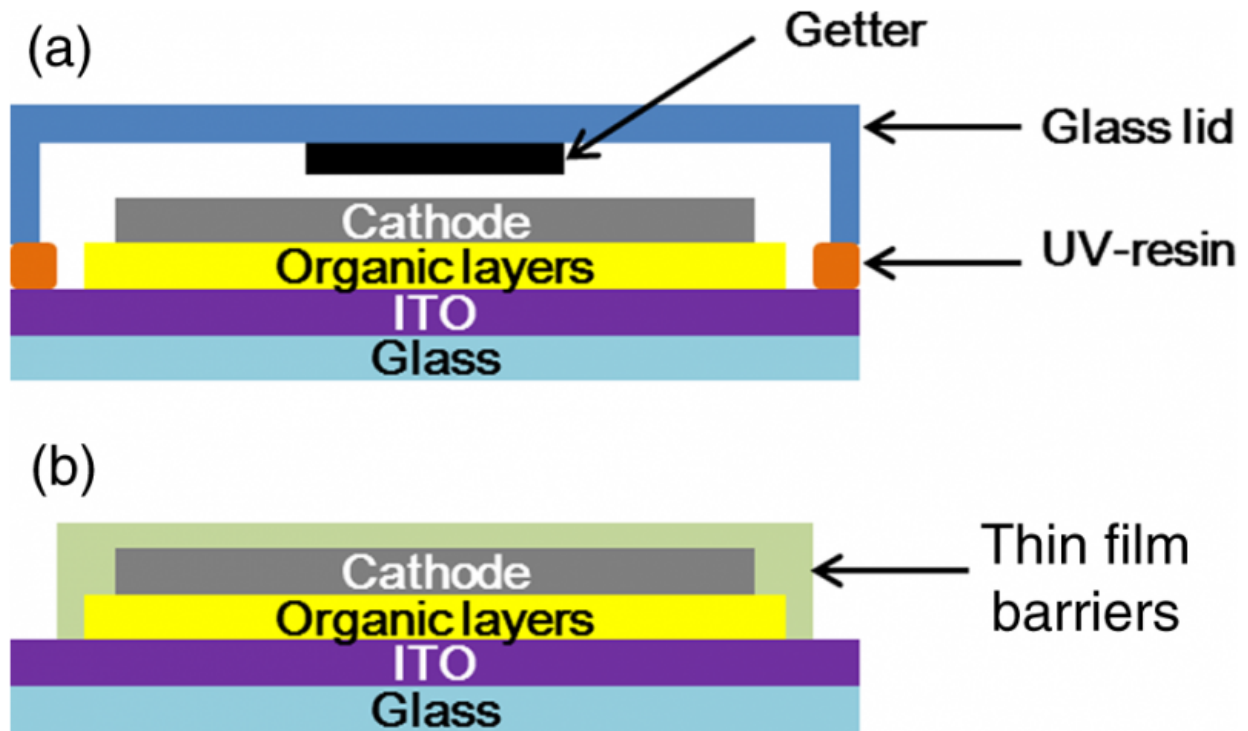 (a)
Getter
Glass lid
Cathode
UV-resin
Organic layers
ITO
Glass
(b)
Thin film
barriers
Cathode
Organic layers
ITO
Glass